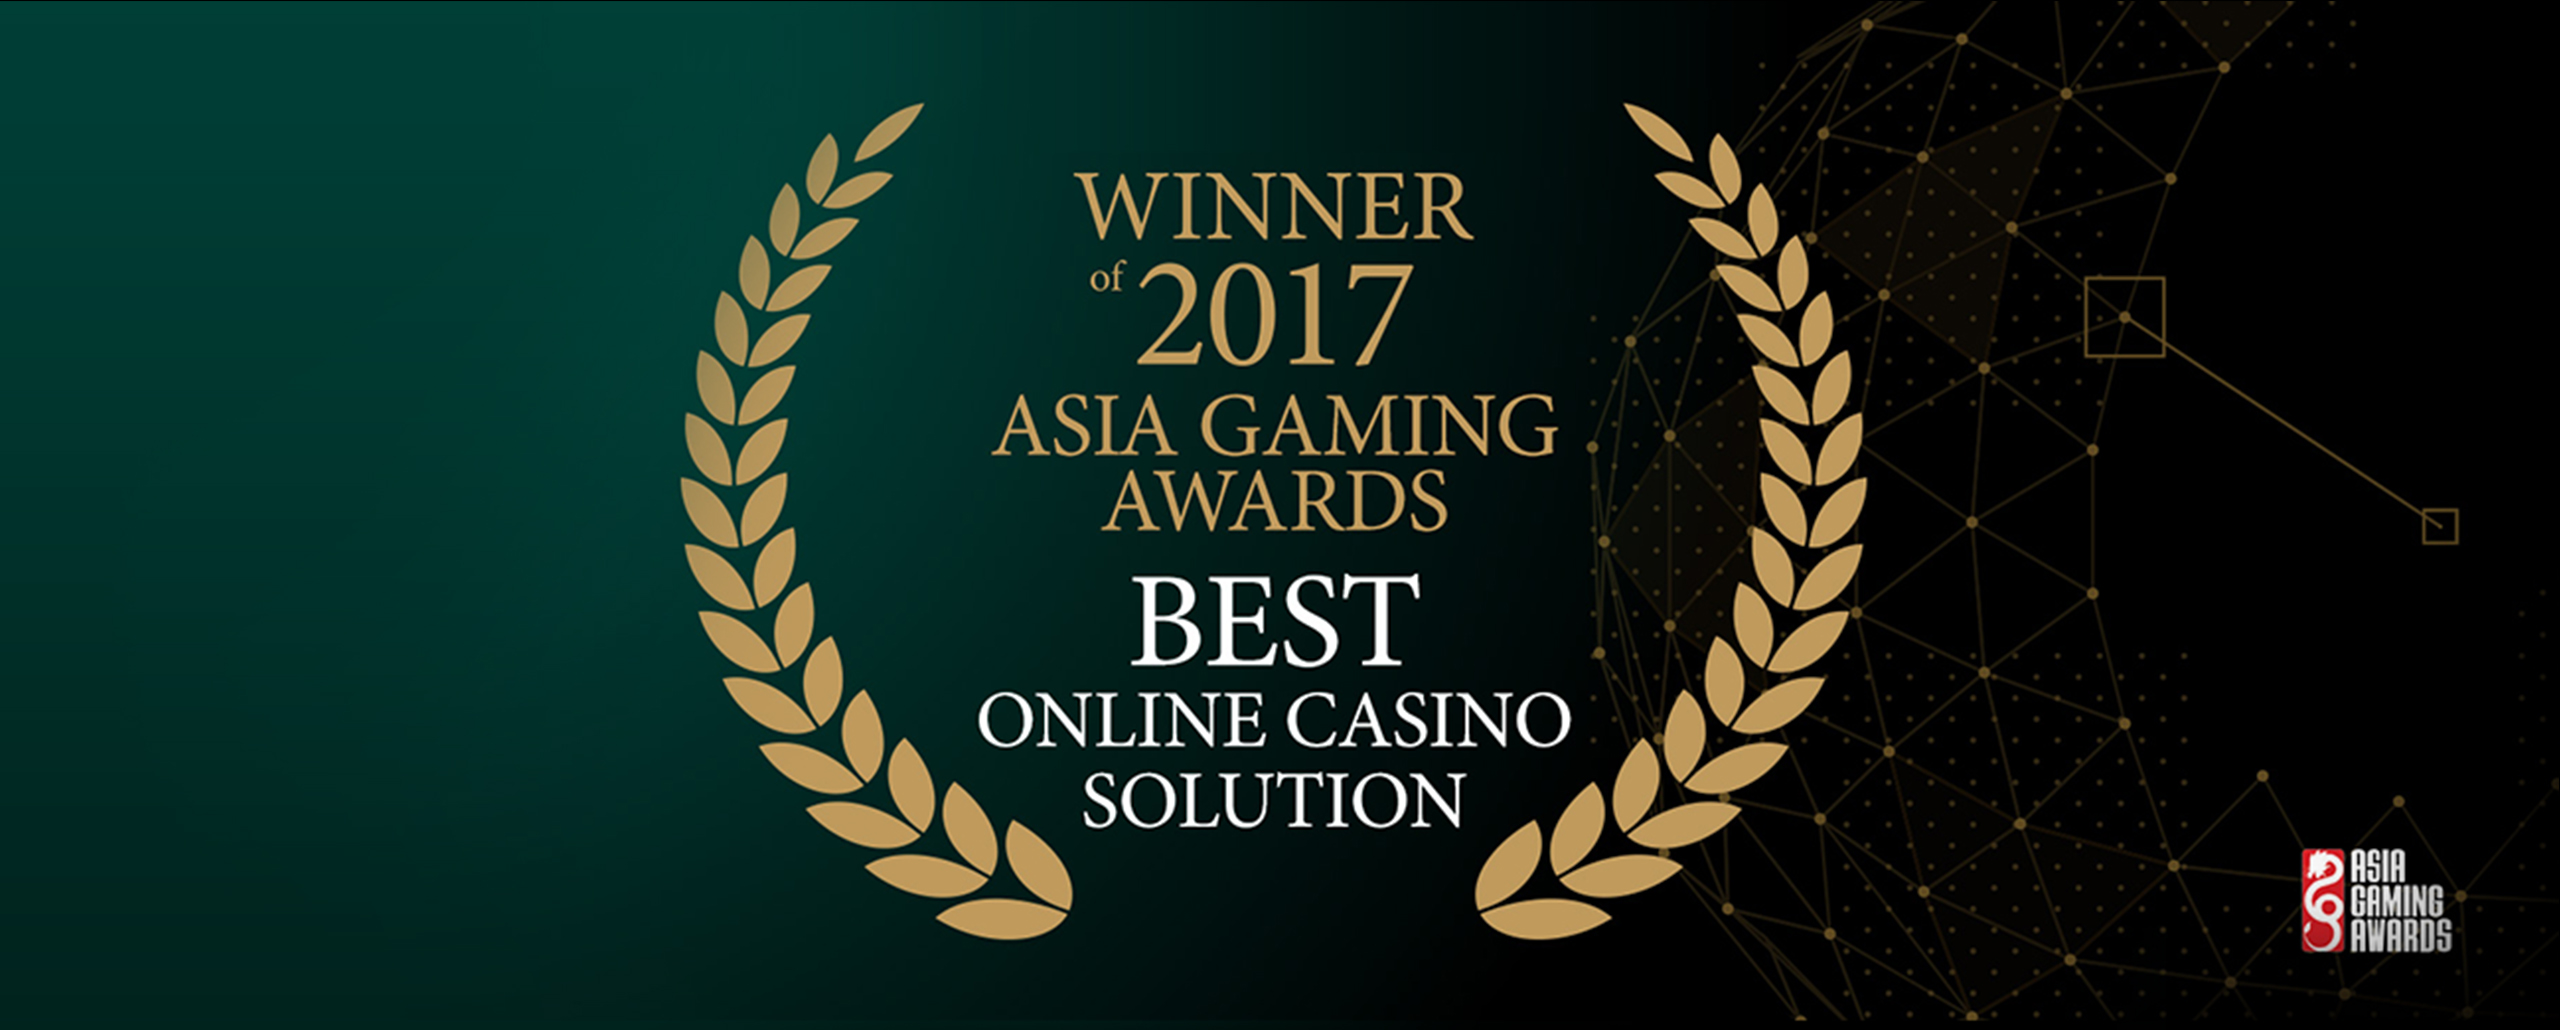 WINNER
of 2017
ASIA GAMING
AWARDS
BEST
ONLINE CASINO
SOLUTION
ASIA
GAMING
AWARDS